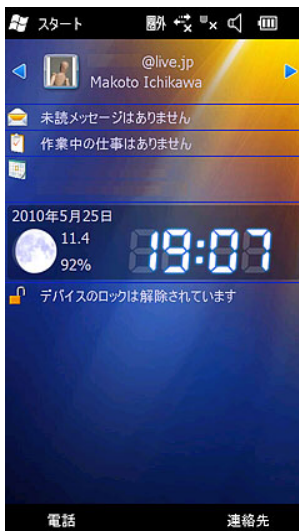 スタート 圏外
@live.jp
Makoto Ichikawa
未読メッセージはありません
作業中の仕事はありません
2010年5月25日
11.4
92%
19:07
デバイスのロックは解除されています
電話 連絡先